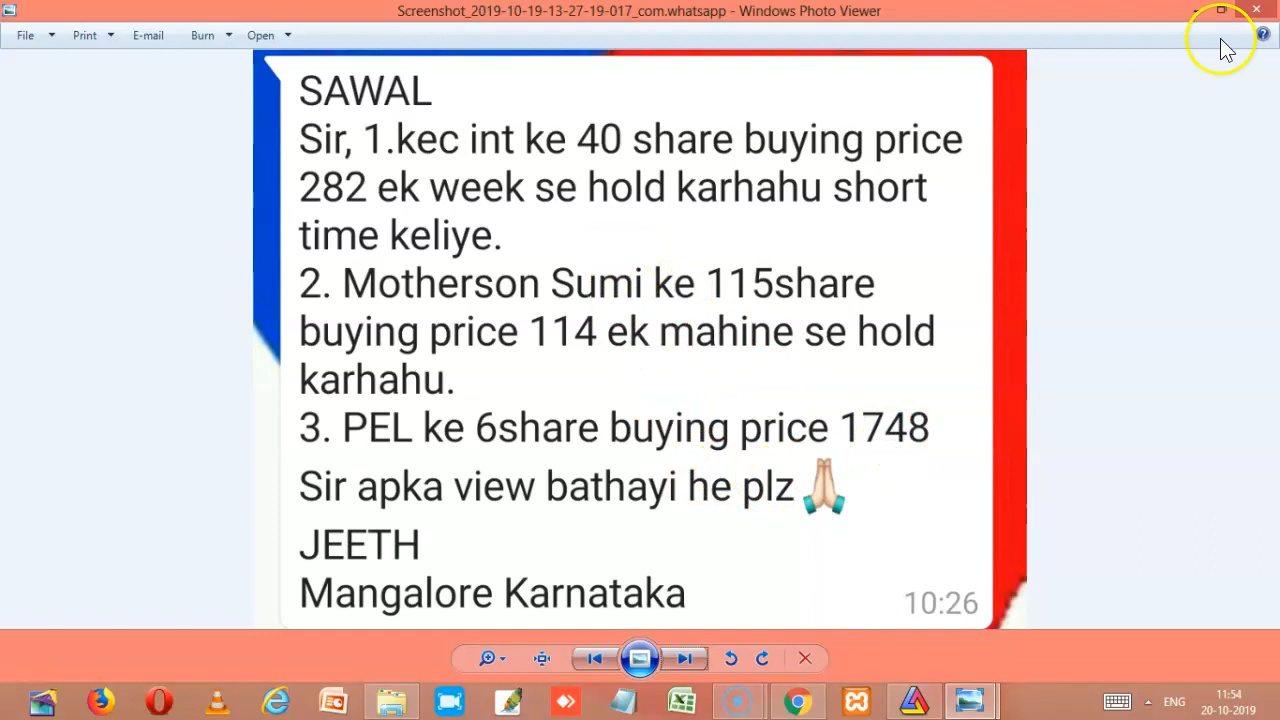 Screenshot_2019-10-19-13-27-19-017_com.whatsapp - Windows Photo Viewer
File Print E-mail Burn Open
SAWAL
Sir, 1.kec int ke 40 share buying price
282 ek week se hold karhahu short
time keliye.
2. Motherson Sumi ke 115share
buying price 114 ek mahine se hold
karhahu.
3. PEL ke 6share buying price 1748
Sir apka view bathayi he plz🙏
JEETH
Mangalore Karnataka
10:26
ENG
11:54
20-10-2019